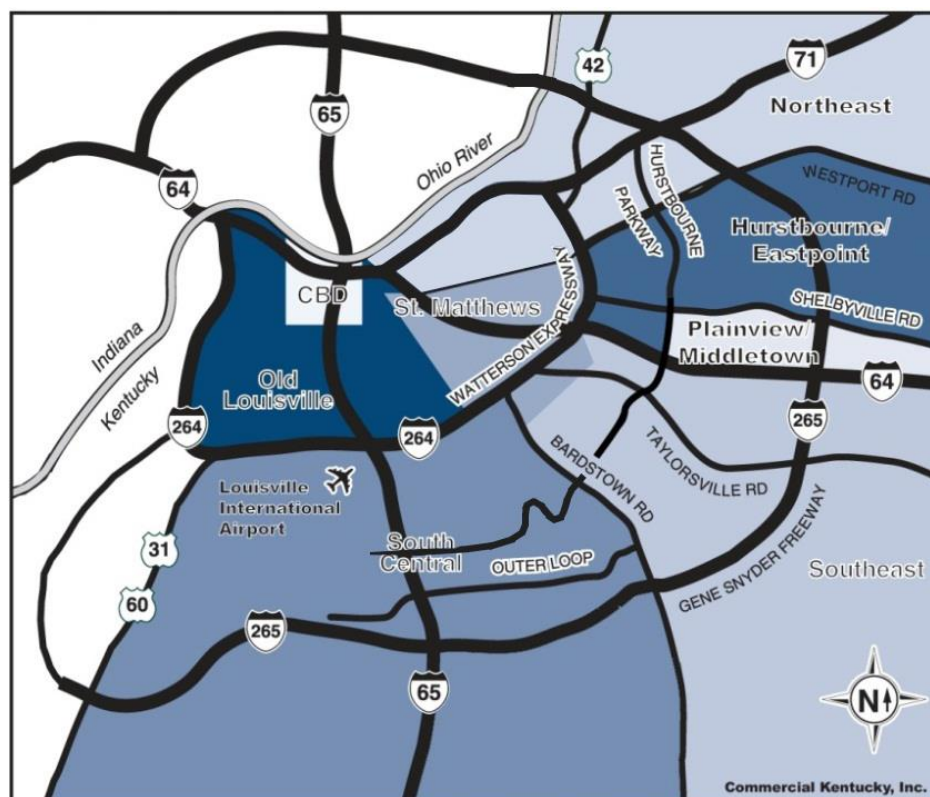 42
71
65
Northeast
Ohio River
HURSTBOURNE
PARKWAY
64
WESTPORT RD
Hurstbourne/
Eastpoint
CBD
St. Matthews
WATTERSON EXPRESSWAY
SHELBYVILLE RD
Indiana
Kentucky
Plainview/
Middletown
Old
Louisville
64
264
264
265
BARDSTOWN RD
TAYLORSVILLE RD
Louisville
International
Airport
31
South
Central
OUTER LOOP
GENE SNYDER FREEWAY
Southeast
60
265
65
N
Commercial Kentucky, Inc.